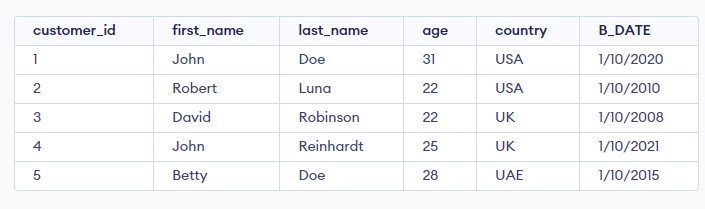 customer_id first_name last_name age country B_DATE
1 John Doe 31 USA 1/10/2020
2 Robert Luna 22 USA 1/10/2010
3 David Robinson 22 UK 1/10/2008
4 John Reinhardt 25 UK 1/10/2021
5 Betty Doe 28 UAE 1/10/2015